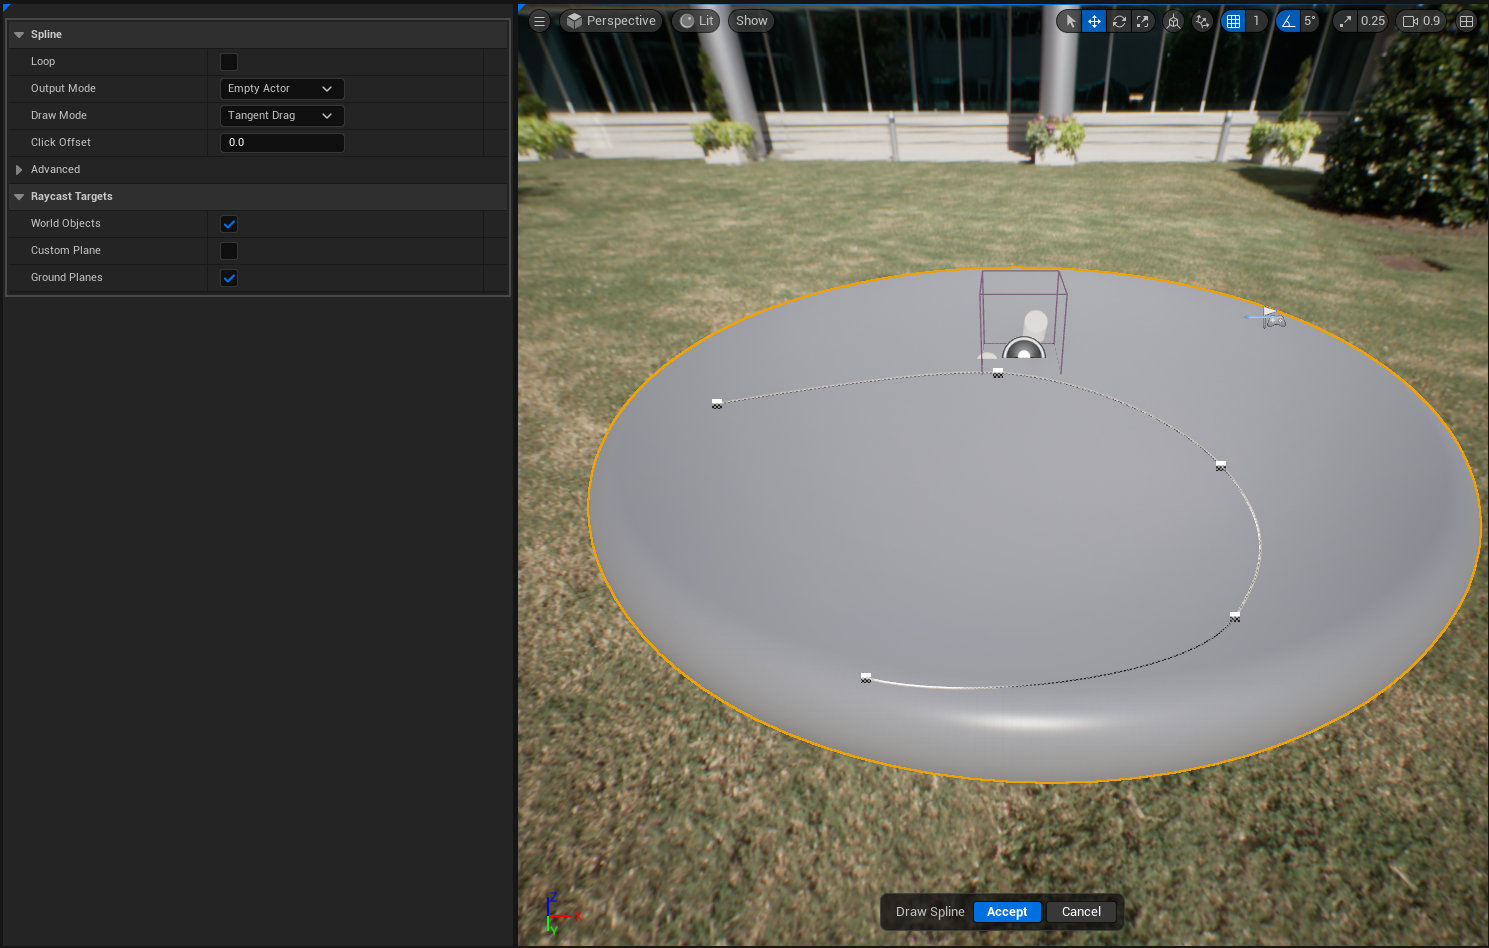 Spline
Loop
Output Mode Empty Actor
Draw Mode Tangent Drag
Click Offset 0.0
Advanced
Raycast Targets
World Objects
Custom Plane
Ground Planes
Perspective Lit Show 1 5° 0.25 0.9
Z
X
Y
Draw Spline Accept Cancel